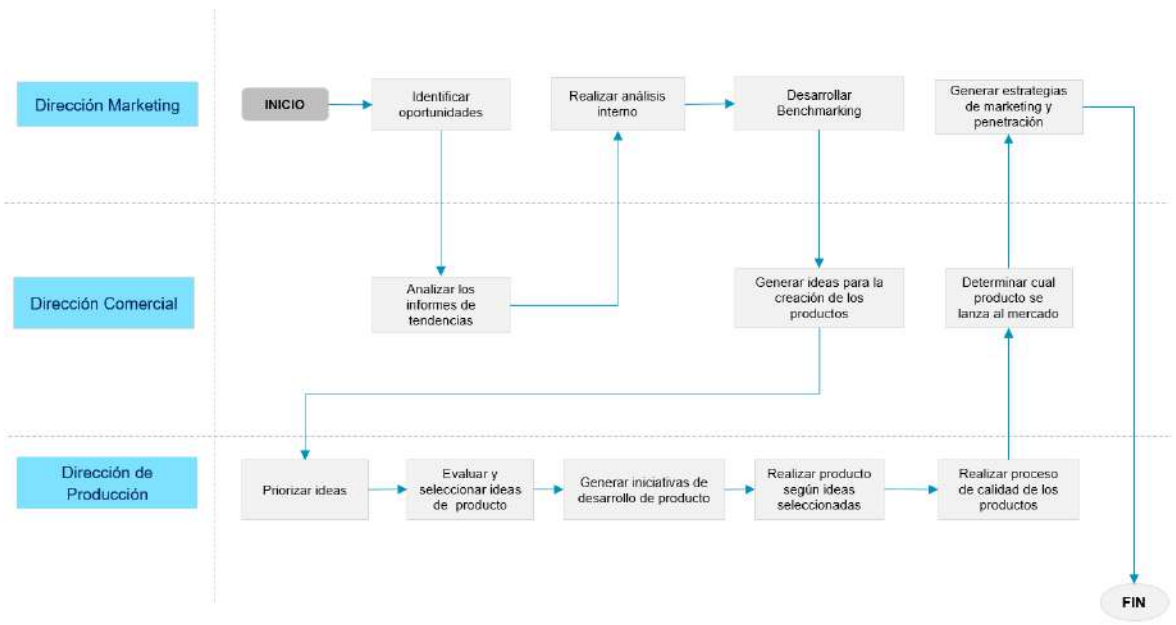 Dirección Marketing
INICIO
Identificar
oportunidades
Realizar análisis
interno
Desarrollar
Benchmarking
Generar estrategias
de marketing y
penetración
Dirección Comercial
Analizar los
informes de
tendencias
Generar ideas para la
creación de los
productos
Determinar cual
producto se
lanza al mercado
Dirección de
Producción
Priorizar ideas
Evaluar y
seleccionar ideas
de producto
Generar iniciativas de
desarrollo de producto
Realizar producto
según ideas
seleccionadas
Realizar proceso
de calidad de los
productos
FIN